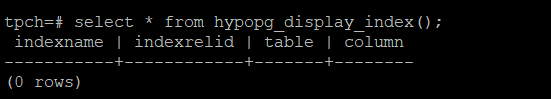 tpch=# select * from hypopg_display_index();
 indexname | indexrelid | table | column
-----------+------------+-------+--------
(0 rows)